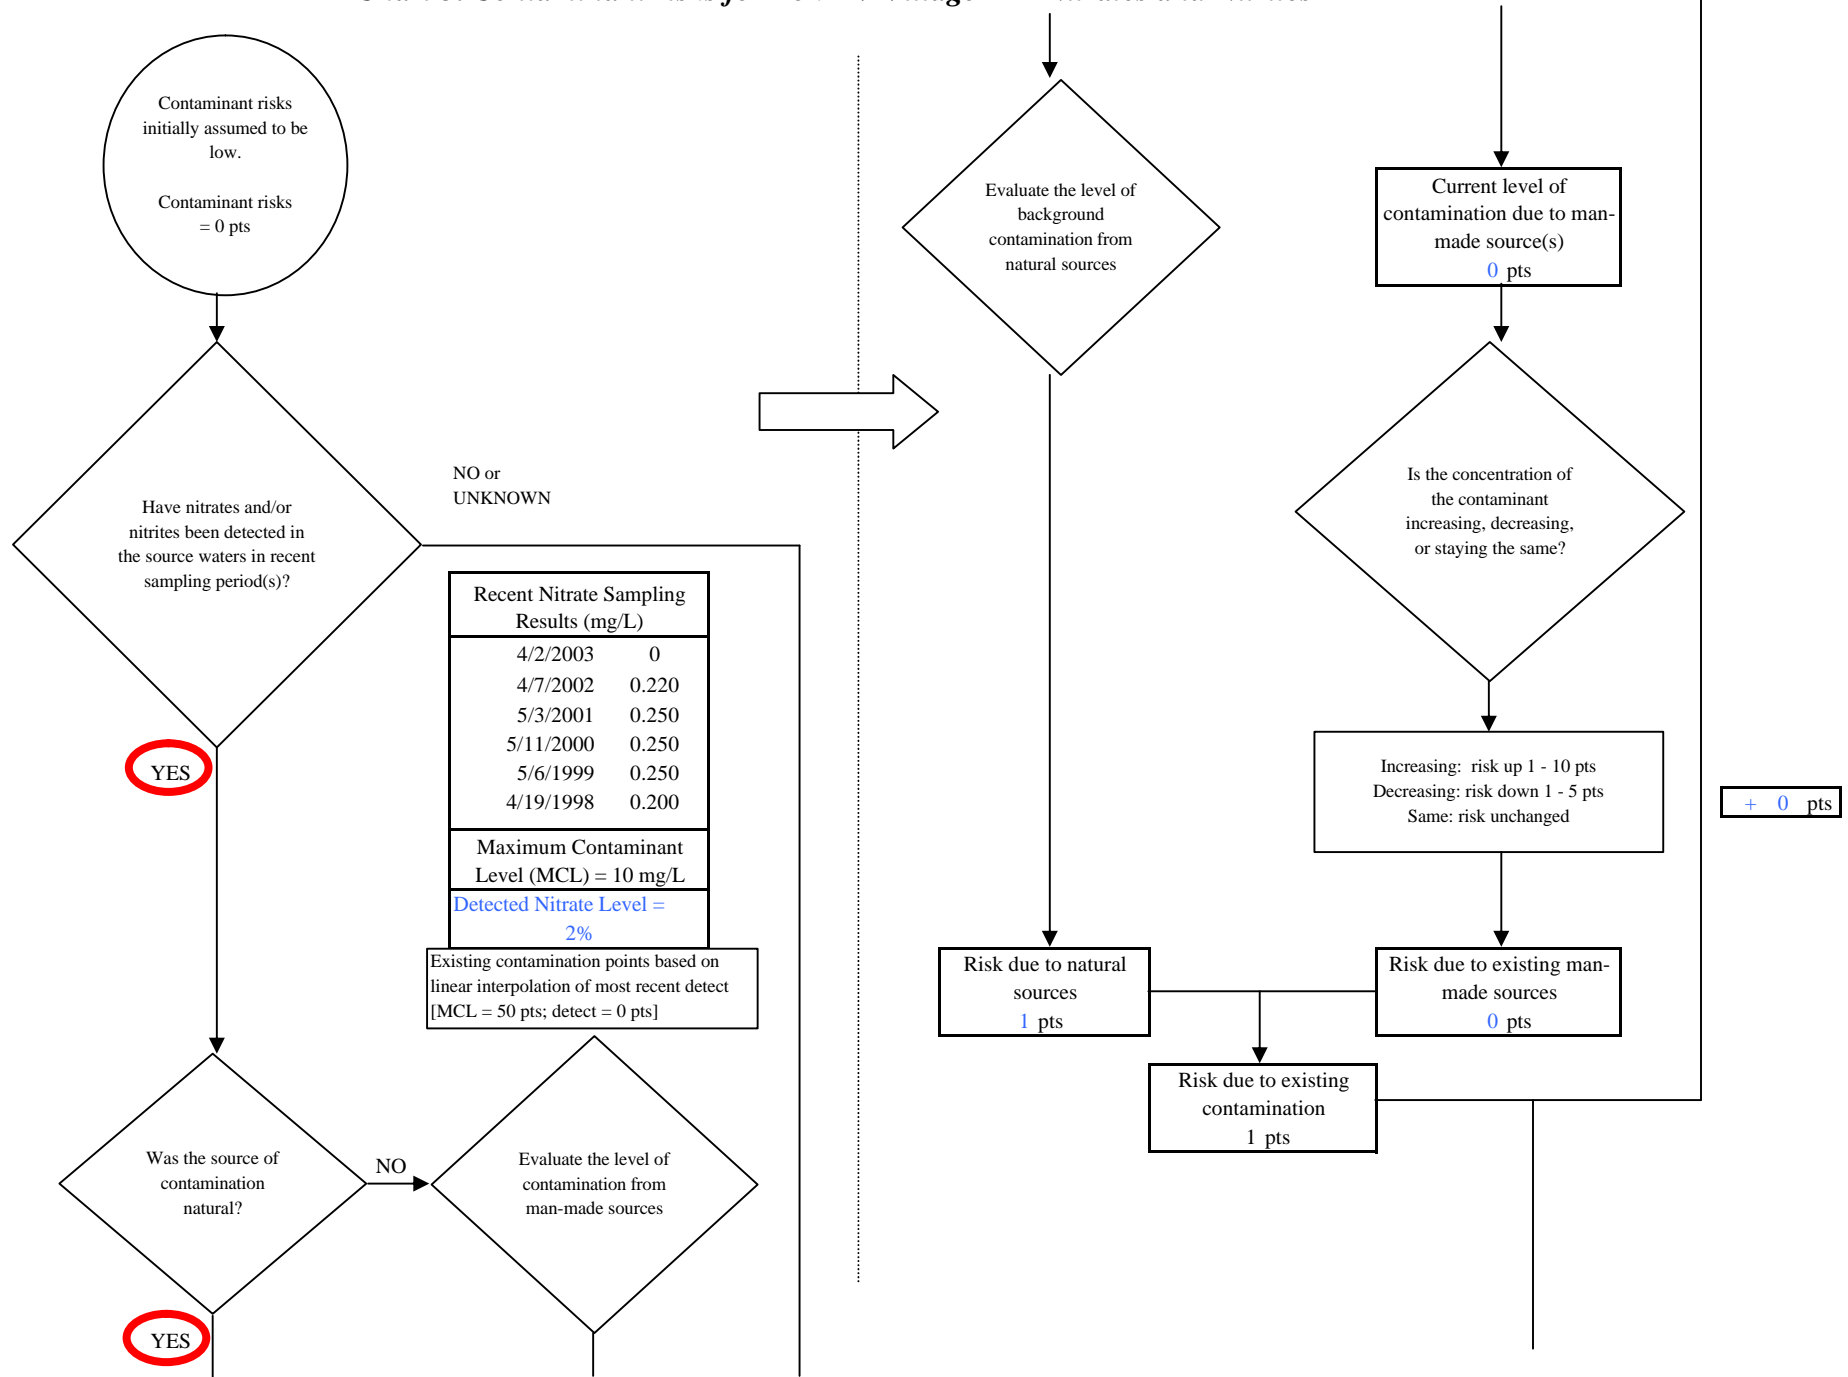 Contaminant risks
initially assumed to be
low.
Contaminant risks
= 0 pts
Have nitrates and/or
nitrites been detected in
the source waters in recent
sampling period(s)?
NO or
UNKNOWN
YES
Recent Nitrate Sampling
Results (mg/L)
4/2/2003 0
4/7/2002 0.220
5/3/2001 0.250
5/11/2000 0.250
5/6/1999 0.250
4/19/1998 0.200
Maximum Contaminant
Level (MCL) = 10 mg/L
Detected Nitrate Level =
2%
Existing contamination points based on
linear interpolation of most recent detect
[MCL = 50 pts; detect = 0 pts]
Was the source of
contamination
natural?
NO
Evaluate the level of
contamination from
man-made sources
YES
Evaluate the level of
background
contamination from
natural sources
Current level of
contamination due to man-
made source(s)
0 pts
Is the concentration of
the contaminant
increasing, decreasing,
or staying the same?
Increasing: risk up 1 - 10 pts
Decreasing: risk down 1 - 5 pts
Same: risk unchanged
+ 0 pts
Risk due to natural
sources
1 pts
Risk due to existing man-
made sources
0 pts
Risk due to existing
contamination
1 pts